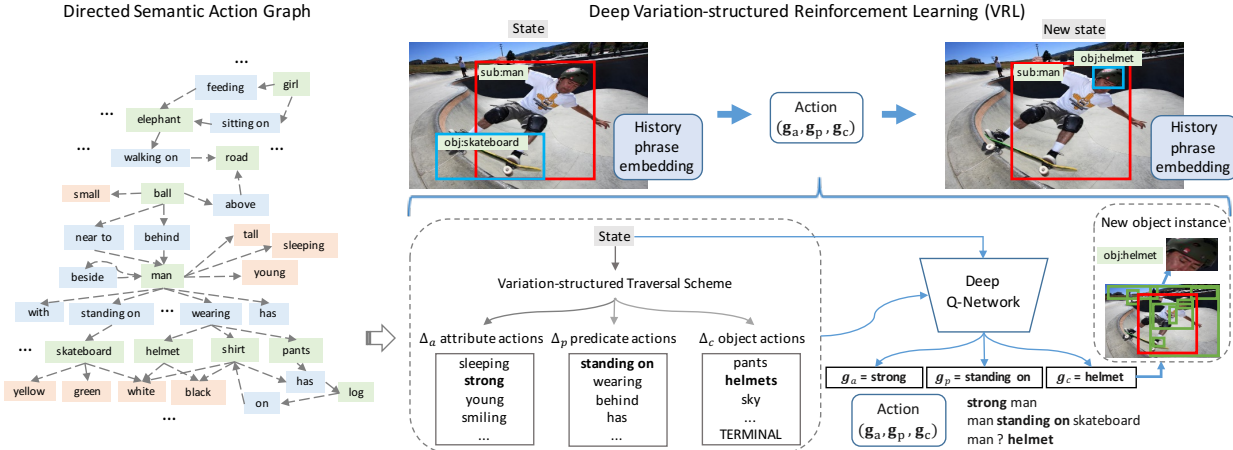 Directed Semantic Action Graph
...
...
girl
feeding
elephant
...
sitting on
...
...
walking on
road
small
ball
above
near to
behind
tall
sleeping
beside
man
young
with
standing on
...
wearing
has
...
skeateboard
helmet
shirt
pants
yellow
green
white
black
has
on
log
...
Deep Variation-structured Reinforcement Learning (VRL)
State
sub:man
obj:skateboard
History
phrase
embedding
Action
(g_a, g_p, g_c)
New state
obj:helmet
sub:man
History
phrase
embedding
State
Variation-structured Traversal Scheme
Δ_a attribute actions
sleeping
strong
young
smiling
...
Δ_p predicate actions
standing on
wearing
behind
has
...
Δ_c object actions
pants
helmets
sky
...
TERMINAL
Deep
Q-Network
g_a = strong
g_p = standing on
g_c = helmet
Action
(g_a, g_p, g_c)
strong man
man standing on skateboard
man ? helmet
New object instance
obj:helmet